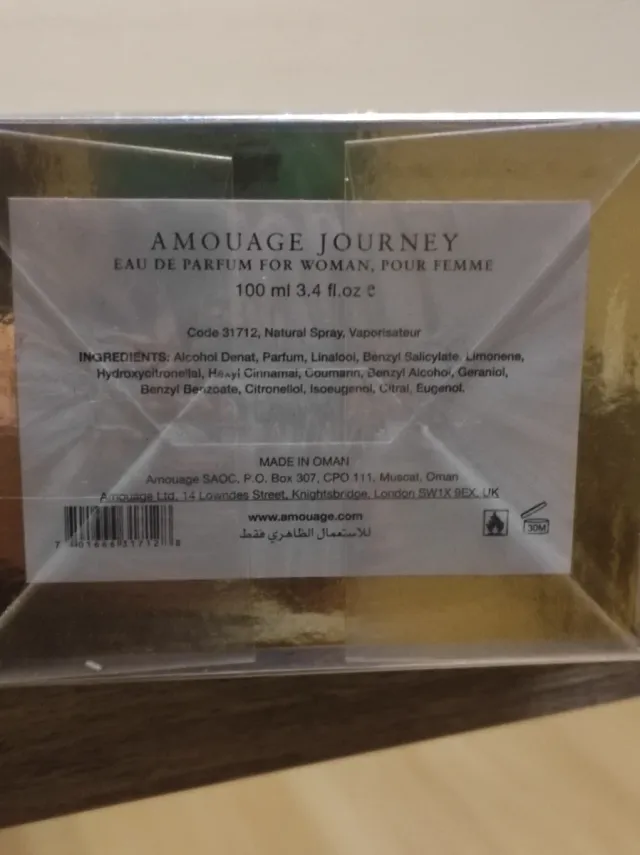 AMOUAGE JOURNEY
EAU DE PARFUM FOR WOMAN, POUR FEMME
100 ml 3.4 fl.oz e
Code 31712, Natural Spray, Vaporisateur
INGREDIENTS: Alcohol Denat, Parfum, Linalool, Benzyl Salicylate, Limonene,
Hydroxycitronellal, Hexyl Cinnamal, Coumarin, Benzyl Alcohol, Geraniol,
Benzyl Benzoate, Citronellol, Isoeugenol, Citral, Eugenol.
MADE IN OMAN
Amouage SAOC, P.O. Box 307, CPO 111, Muscat, Oman
Amouage Ltd, 14 Lowndes Street, Knightsbridge, London SW1X 9EX, UK
www.amouage.com
للاستعمال الظاهري فقط
30M